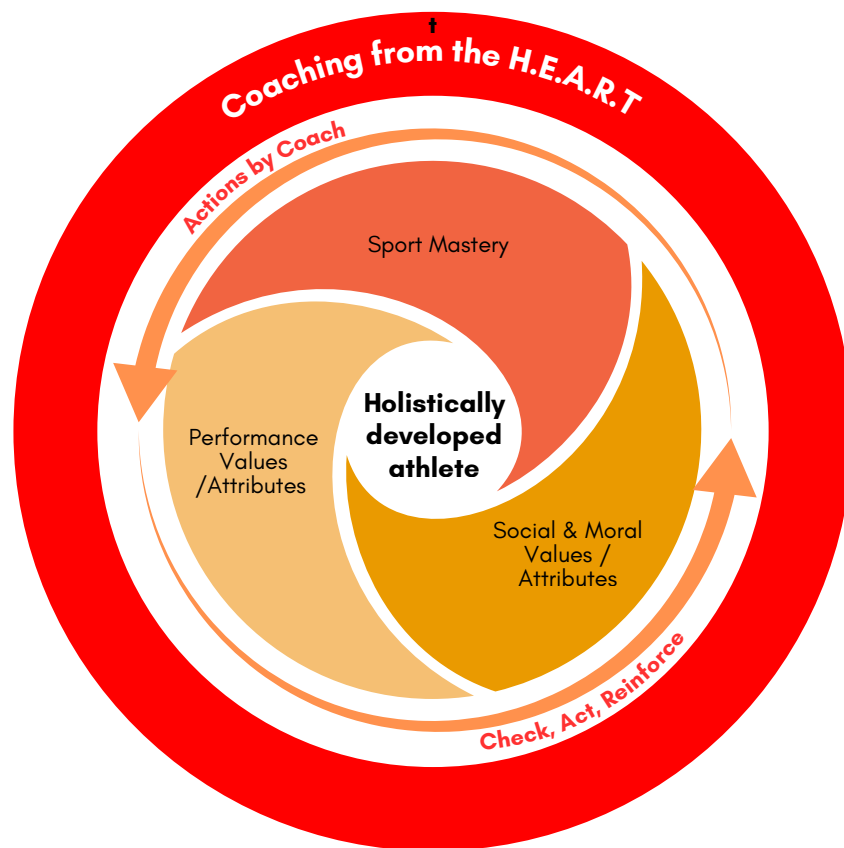 t
Coaching from the H.E.A.R.T
Actions by Coach
Sport Mastery
Holistically
developed
athlete
Performance
Values
/Attributes
Social & Moral
Values /
Attributes
Check, Act, Reinforce